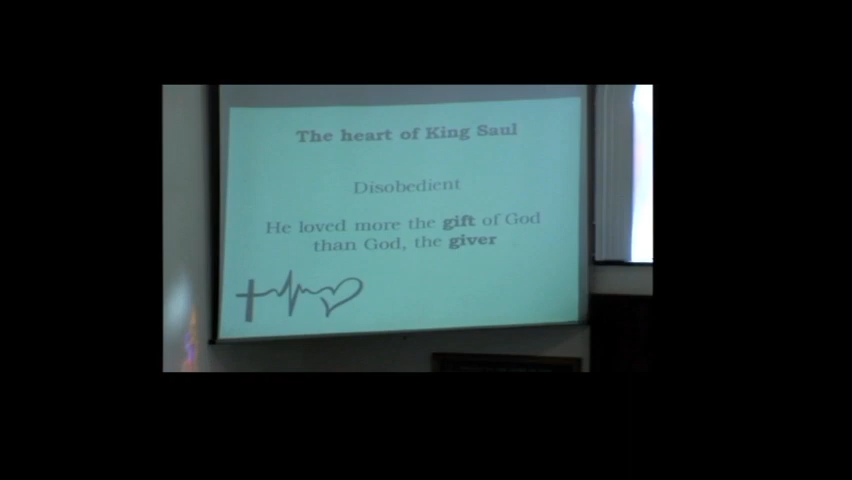 The heart of King Saul
Disobedient
He loved more the gift of God
than God, the giver